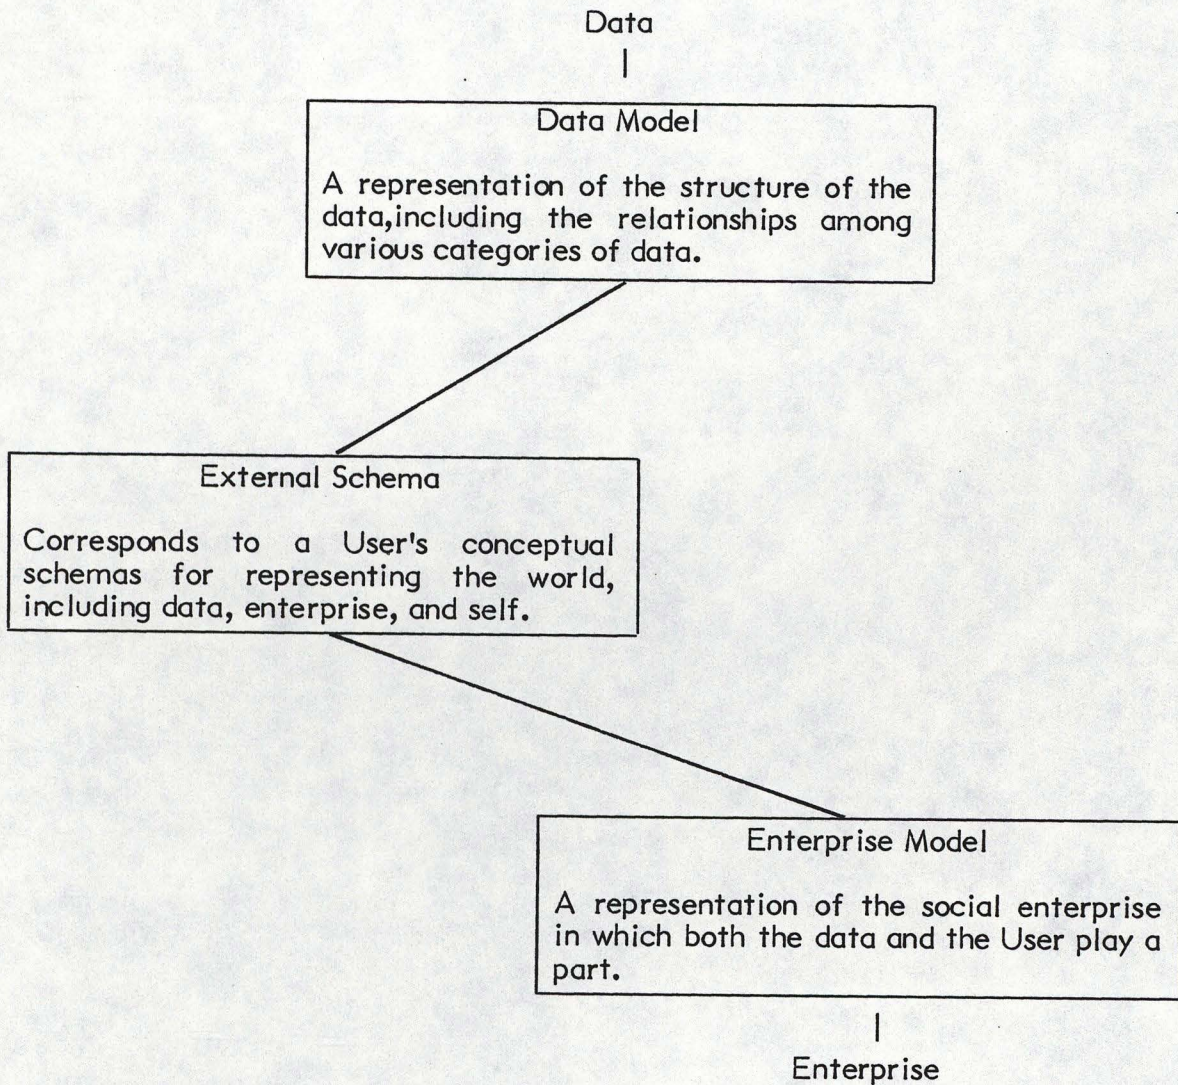 Data
Data Model
A representation of the structure of the
data,including the relationships among
various categories of data.
External Schema
Corresponds to a User's conceptual
schemas for representing the world,
including data, enterprise, and self.
Enterprise Model
A representation of the social enterprise
in which both the data and the User play a
part.
Enterprise